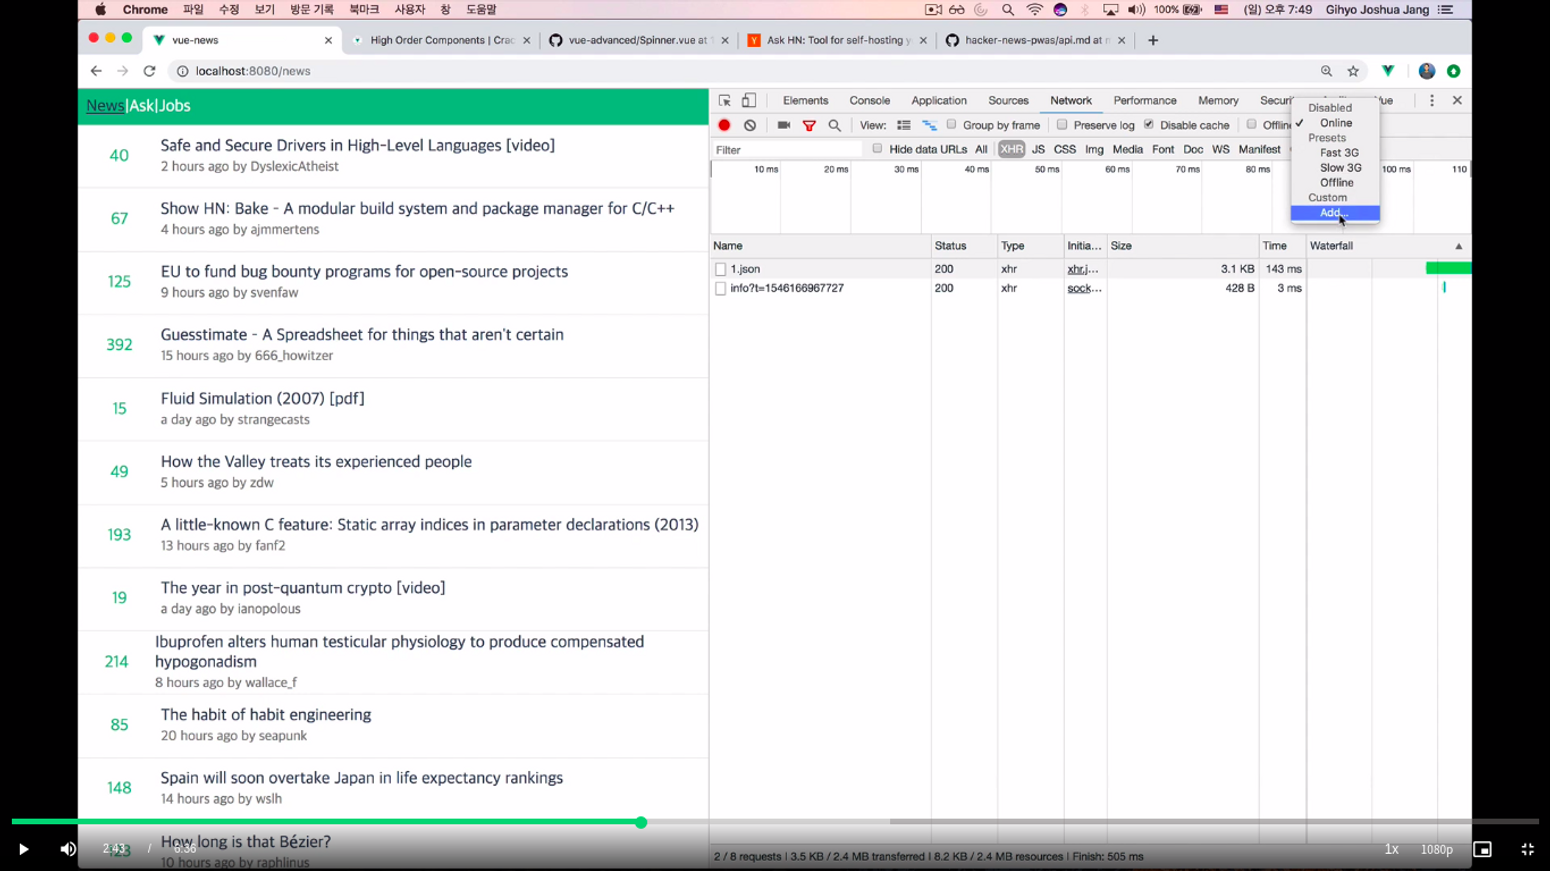 Chrome 파일 수정 보기 방문 기록 북마크 사용자 창 도움말 100% (일) 오후 7:49 Gihyo Joshua Jang
vue-news High Order Components | Crac vue-advanced/Spinner.vue at Ask HN: Tool for self-hosting y hacker-news-pwas/api.md at
localhost:8080/news
News|Ask|Jobs
40
Safe and Secure Drivers in High-Level Languages [video]
2 hours ago by DyslexicAtheist
67
Show HN: Bake - A modular build system and package manager for C/C++
4 hours ago by ajmmertens
125
EU to fund bug bounty programs for open-source projects
9 hours ago by svenfaw
392
Guesstimate - A Spreadsheet for things that aren't certain
15 hours ago by 666_howitzer
15
Fluid Simulation (2007) [pdf]
a day ago by strangecasts
49
How the Valley treats its experienced people
5 hours ago by zdw
193
A little-known C feature: Static array indices in parameter declarations (2013)
13 hours ago by fanf2
19
The year in post-quantum crypto [video]
a day ago by ianopolous
214
Ibuprofen alters human testicular physiology to produce compensated
hypogonadism
8 hours ago by wallace_f
85
The habit of habit engineering
20 hours ago by seapunk
148
Spain will soon overtake Japan in life expectancy rankings
14 hours ago by wslh
123
How long is that Bézier?
10 hours ago by raphlinus
Elements Console Application Sources Network Performance Memory Securi
View: Group by frame Preserve log Disable cache Offlin
Filter Hide data URLs All XHR JS CSS Img Media Font Doc WS Manifest
Disabled
Online
Presets
Fast 3G
Slow 3G
Offline
Custom
Add...
10 ms 20 ms 30 ms 40 ms 50 ms 60 ms 70 ms 80 ms 100 ms 110
Name Status Type Initia... Size Time Waterfall
1.json 200 xhr xhr.j... 3.1 KB 143 ms
info?t=1546166967727 200 xhr sock... 428 B 3 ms
2 / 8 requests | 3.5 KB / 2.4 MB transferred | 8.2 KB / 2.4 MB resources | Finish: 505 ms
2:43 / 6:36 1x 1080p